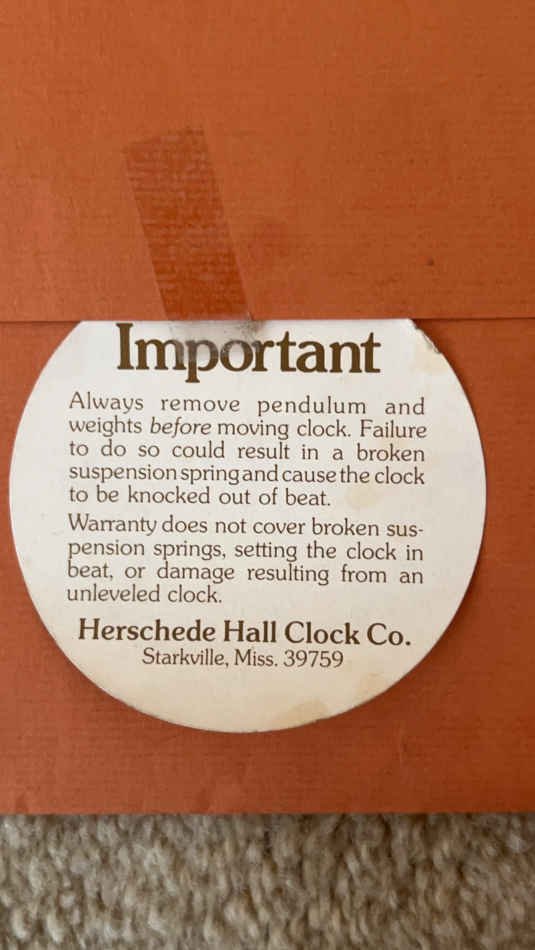 Important
Always remove pendulum and
weights before moving clock. Failure
to do so could result in a broken
suspension spring and cause the clock
to be knocked out of beat.
Warranty does not cover broken sus-
pension springs, setting the clock in
beat, or damage resulting from an
unleveled clock.
Herschede Hall Clock Co.
Starkville, Miss. 39759